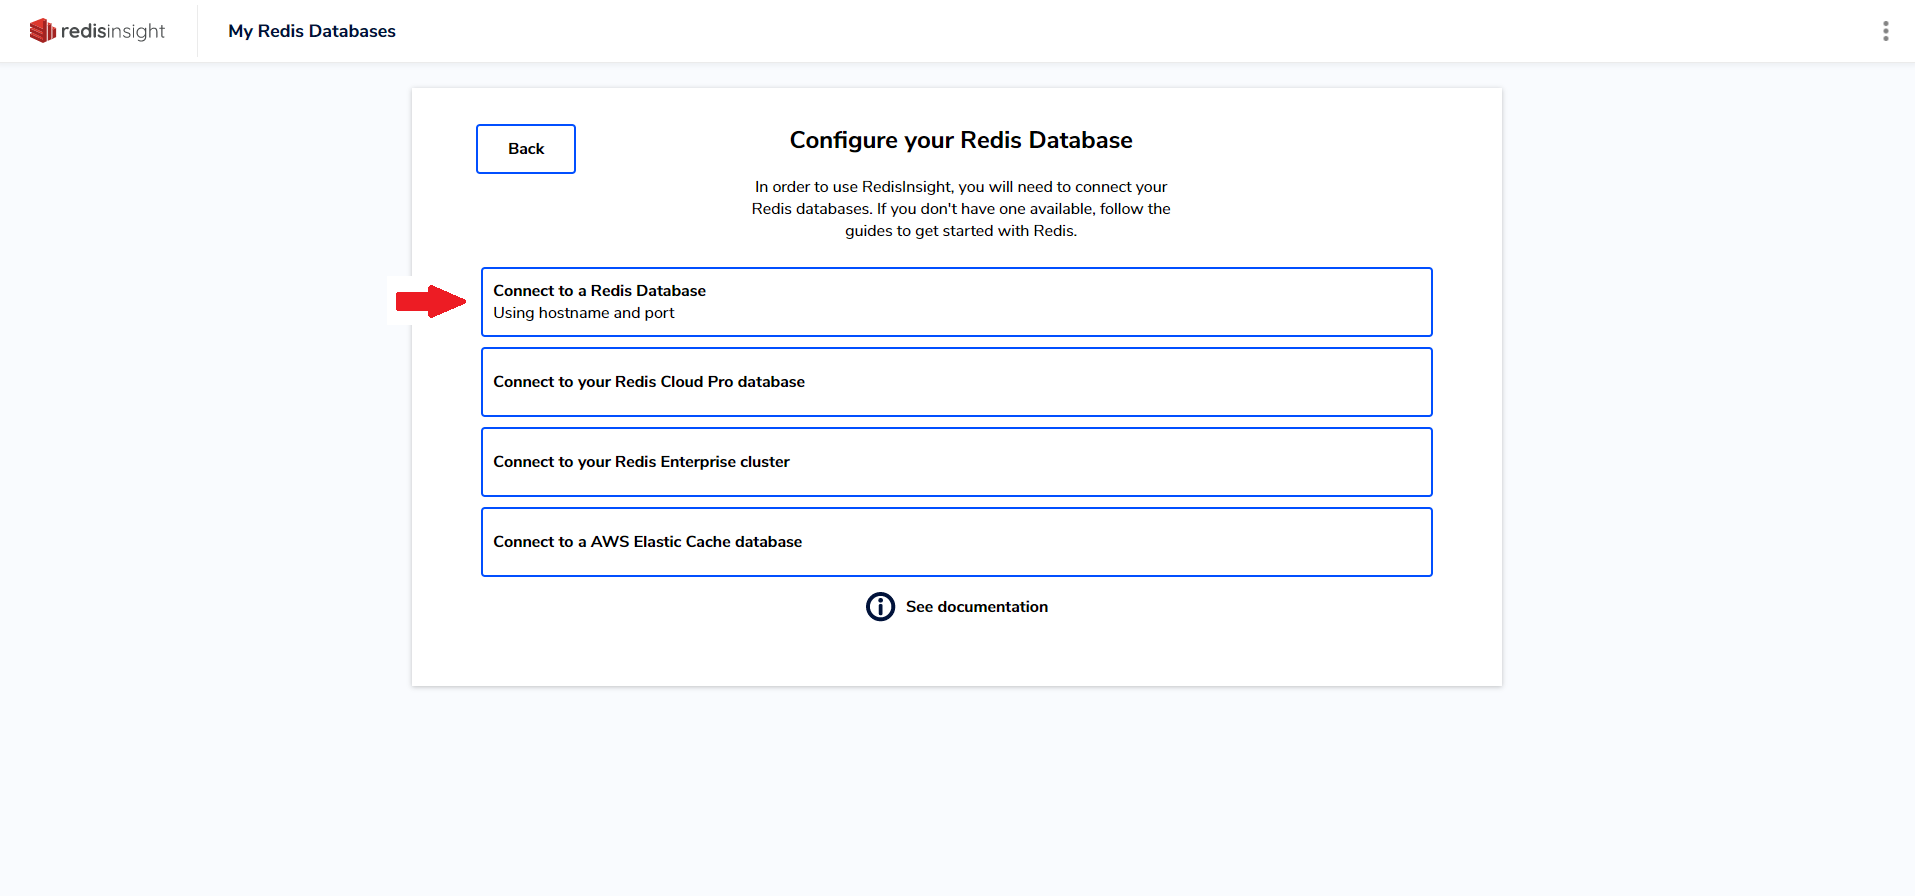 redisinsight
My Redis Databases
Back
Configure your Redis Database
In order to use RedisInsight, you will need to connect your
Redis databases. If you don't have one available, follow the
guides to get started with Redis.
Connect to a Redis Database
Using hostname and port
Connect to your Redis Cloud Pro database
Connect to your Redis Enterprise cluster
Connect to a AWS Elastic Cache database
See documentation